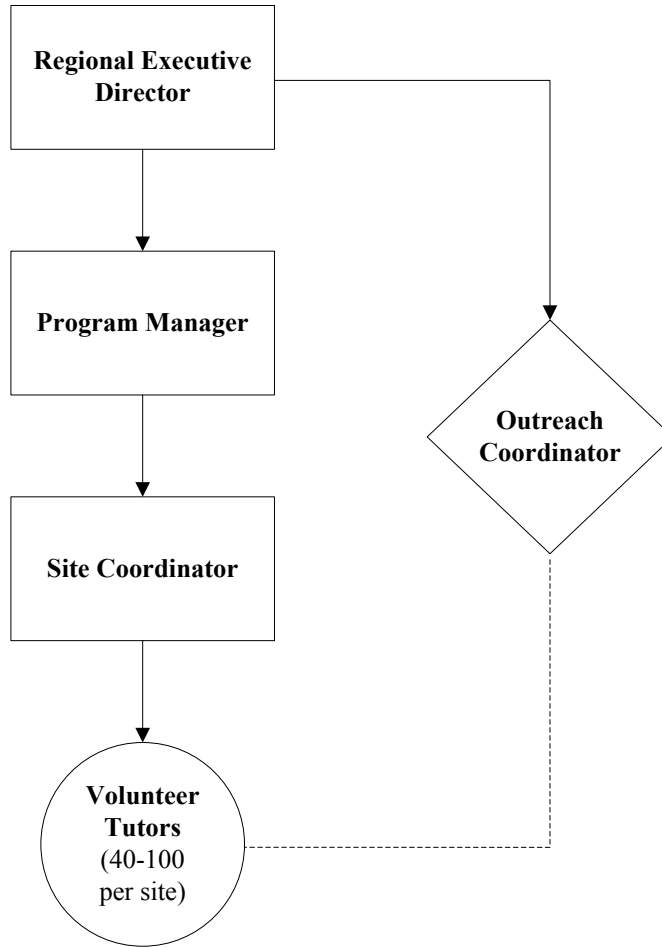 Regional Executive
Director
Program Manager
Outreach
Coordinator
Site Coordinator
Volunteer
Tutors
(40-100
per site)